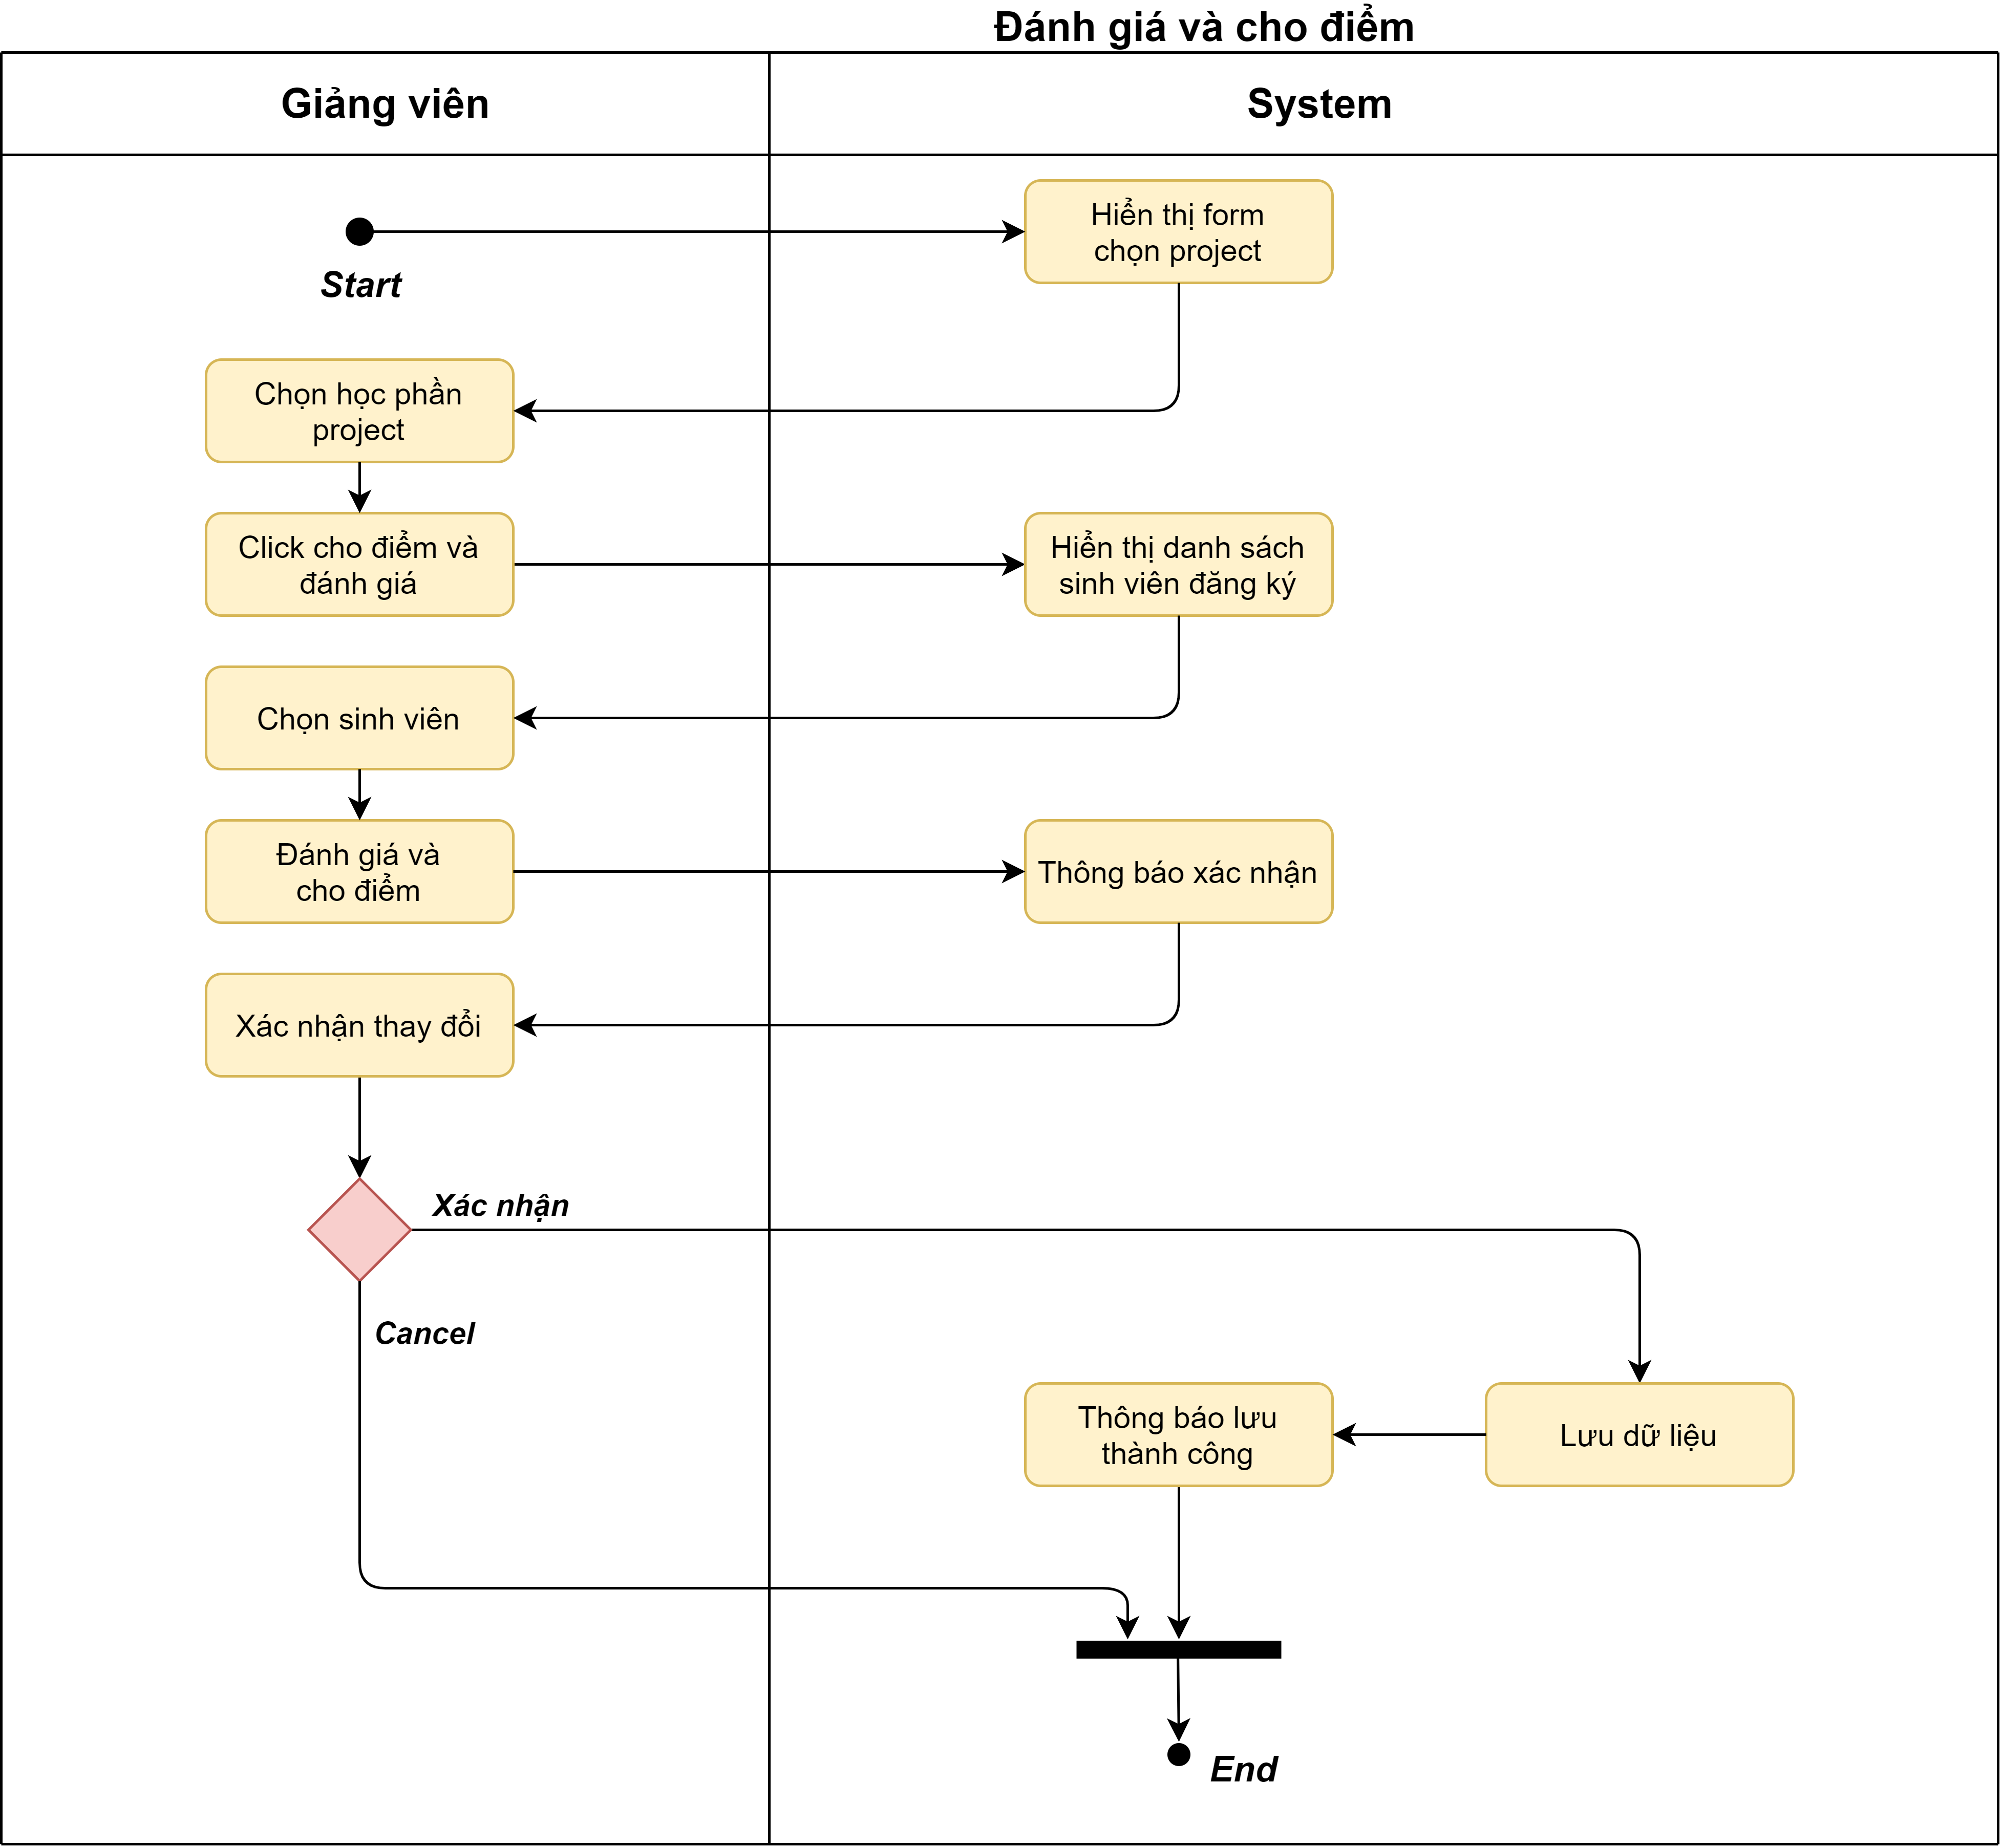 Đánh giá và cho điểm
Giảng viên
System
Start
Hiển thị form
chọn project
Chọn học phần
project
Click cho điểm và
đánh giá
Hiển thị danh sách
sinh viên đăng ký
Chọn sinh viên
Đánh giá và
cho điểm
Thông báo xác nhận
Xác nhận thay đổi
Xác nhận
Cancel
Thông báo lưu
thành công
Lưu dữ liệu
End